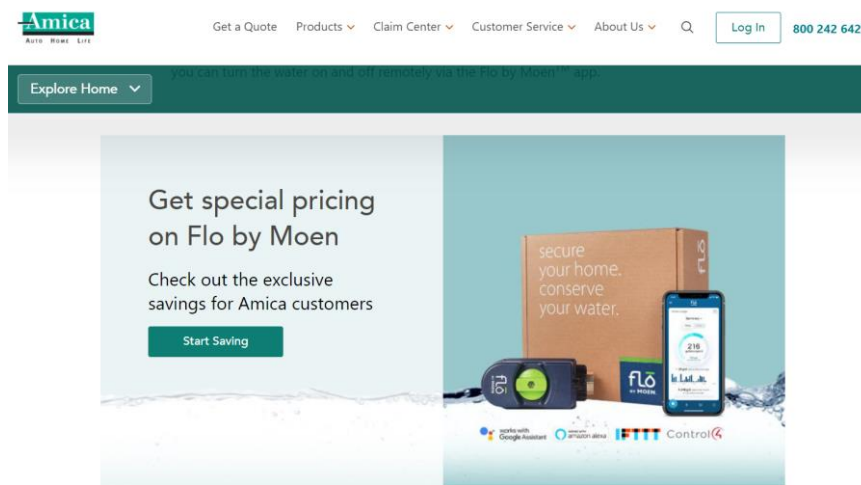 Amica
AUTO HOME LIFE
Get a Quote Products Claim Center Customer Service About Us Log In 800 242 642
you can turn the water on and off remotely via the Flo by Moen™ app.
Explore Home
Get special pricing
on Flo by Moen
Check out the exclusive
savings for Amica customers
Start Saving
secure
your home.
conserve
your water.
flo
flo
216
flo
BY MOEN
works with
Google Assistant
amazon alexa
IFTTT
Control4